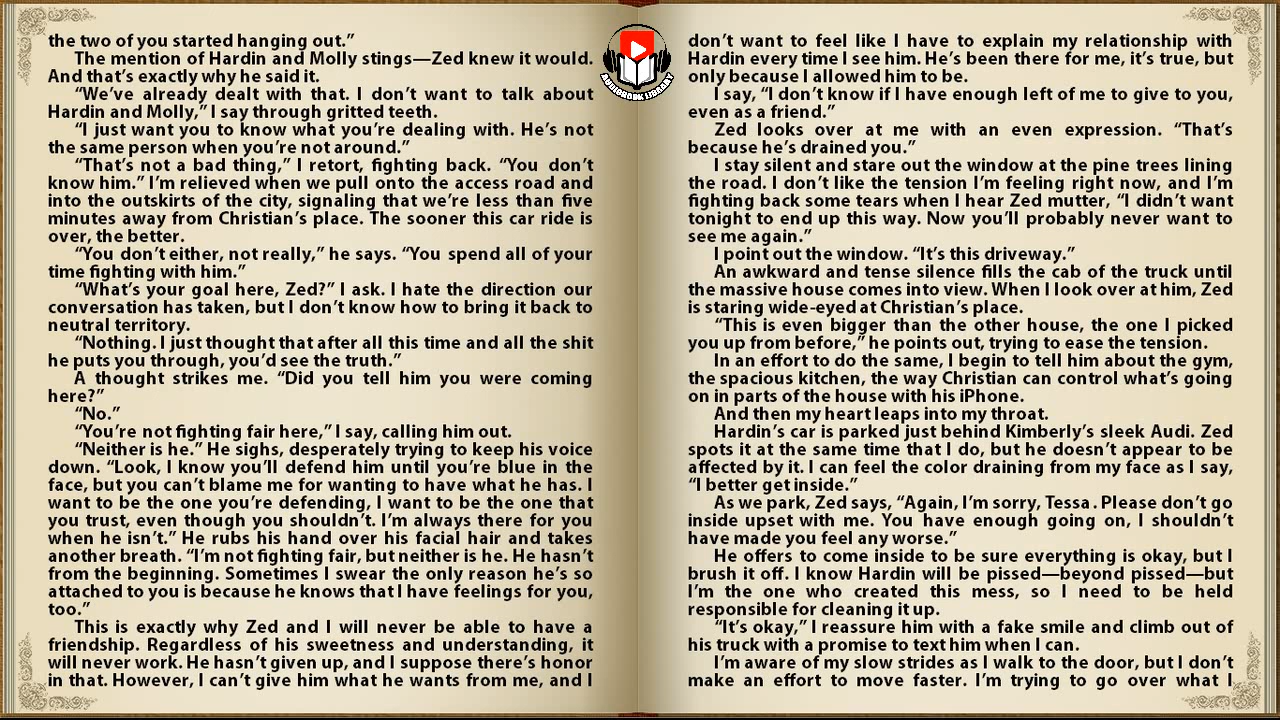 the two of you started hanging out.”
The mention of Hardin and Molly stings—Zed knew it would.
And that’s exactly why he said it.
“We’ve already dealt with that. I don’t want to talk about
Hardin and Molly,” I say through gritted teeth.
“I just want you to know what you’re dealing with. He’s not
the same person when you’re not around.”
“That’s not a bad thing,” I retort, fighting back. “You don’t
know him.” I’m relieved when we pull onto the access road and
into the outskirts of the city, signaling that we’re less than five
minutes away from Christian’s place. The sooner this car ride is
over, the better.
“You don’t either, not really,” he says. “You spend all of your
time fighting with him.”
“What’s your goal here, Zed?” I ask. I hate the direction our
conversation has taken, but I don’t know how to bring it back to
neutral territory.
“Nothing. I just thought that after all this time and all the shit
he puts you through, you’d see the truth.”
A thought strikes me. “Did you tell him you were coming
here?”
“No.”
“You’re not fighting fair here,” I say, calling him out.
“Neither is he.” He sighs, desperately trying to keep his voice
down. “Look, I know you’ll defend him until you’re blue in the
face, but you can’t blame me for wanting to have what he has. I
want to be the one you’re defending, I want to be the one that
you trust, even though you shouldn’t. I’m always there for you
when he isn’t.” He rubs his hand over his facial hair and takes
another breath. “I’m not fighting fair, but neither is he. He hasn’t
from the beginning. Sometimes I swear the only reason he’s so
attached to you is because he knows that I have feelings for you,
too.”
This is exactly why Zed and I will never be able to have a
friendship. Regardless of his sweetness and understanding, it
will never work. He hasn’t given up, and I suppose there’s honor
in that. However, I can’t give him what he wants from me, and I
AUDIOBOOK LIBRARY
don’t want to feel like I have to explain my relationship with
Hardin every time I see him. He’s been there for me, it’s true, but
only because I allowed him to be.
I say, “I don’t know if I have enough left of me to give to you,
even as a friend.”
Zed looks over at me with an even expression. “That’s
because he’s drained you.”
I stay silent and stare out the window at the pine trees lining
the road. I don’t like the tension I’m feeling right now, and I’m
fighting back some tears when I hear Zed mutter, “I didn’t want
tonight to end up this way. Now you’ll probably never want to
see me again.”
I point out the window. “It’s this driveway.”
An awkward and tense silence fills the cab of the truck until
the massive house comes into view. When I look over at him, Zed
is staring wide-eyed at Christian’s place.
“This is even bigger than the other house, the one I picked
you up from before,” he points out, trying to ease the tension.
In an effort to do the same, I begin to tell him about the gym,
the spacious kitchen, the way Christian can control what’s going
on in parts of the house with his iPhone.
And then my heart leaps into my throat.
Hardin’s car is parked just behind Kimberly’s sleek Audi. Zed
spots it at the same time that I do, but he doesn’t appear to be
affected by it. I can feel the color draining from my face as I say,
“I better get inside.”
As we park, Zed says, “Again, I’m sorry, Tessa. Please don’t go
inside upset with me. You have enough going on, I shouldn’t
have made you feel any worse.”
He offers to come inside to be sure everything is okay, but I
brush it off. I know Hardin will be pissed—beyond pissed—but
I’m the one who created this mess, so I need to be held
responsible for cleaning it up.
“It’s okay,” I reassure him with a fake smile and climb out of
his truck with a promise to text him when I can.
I’m aware of my slow strides as I walk to the door, but I don’t
make an effort to move faster. I’m trying to go over what I